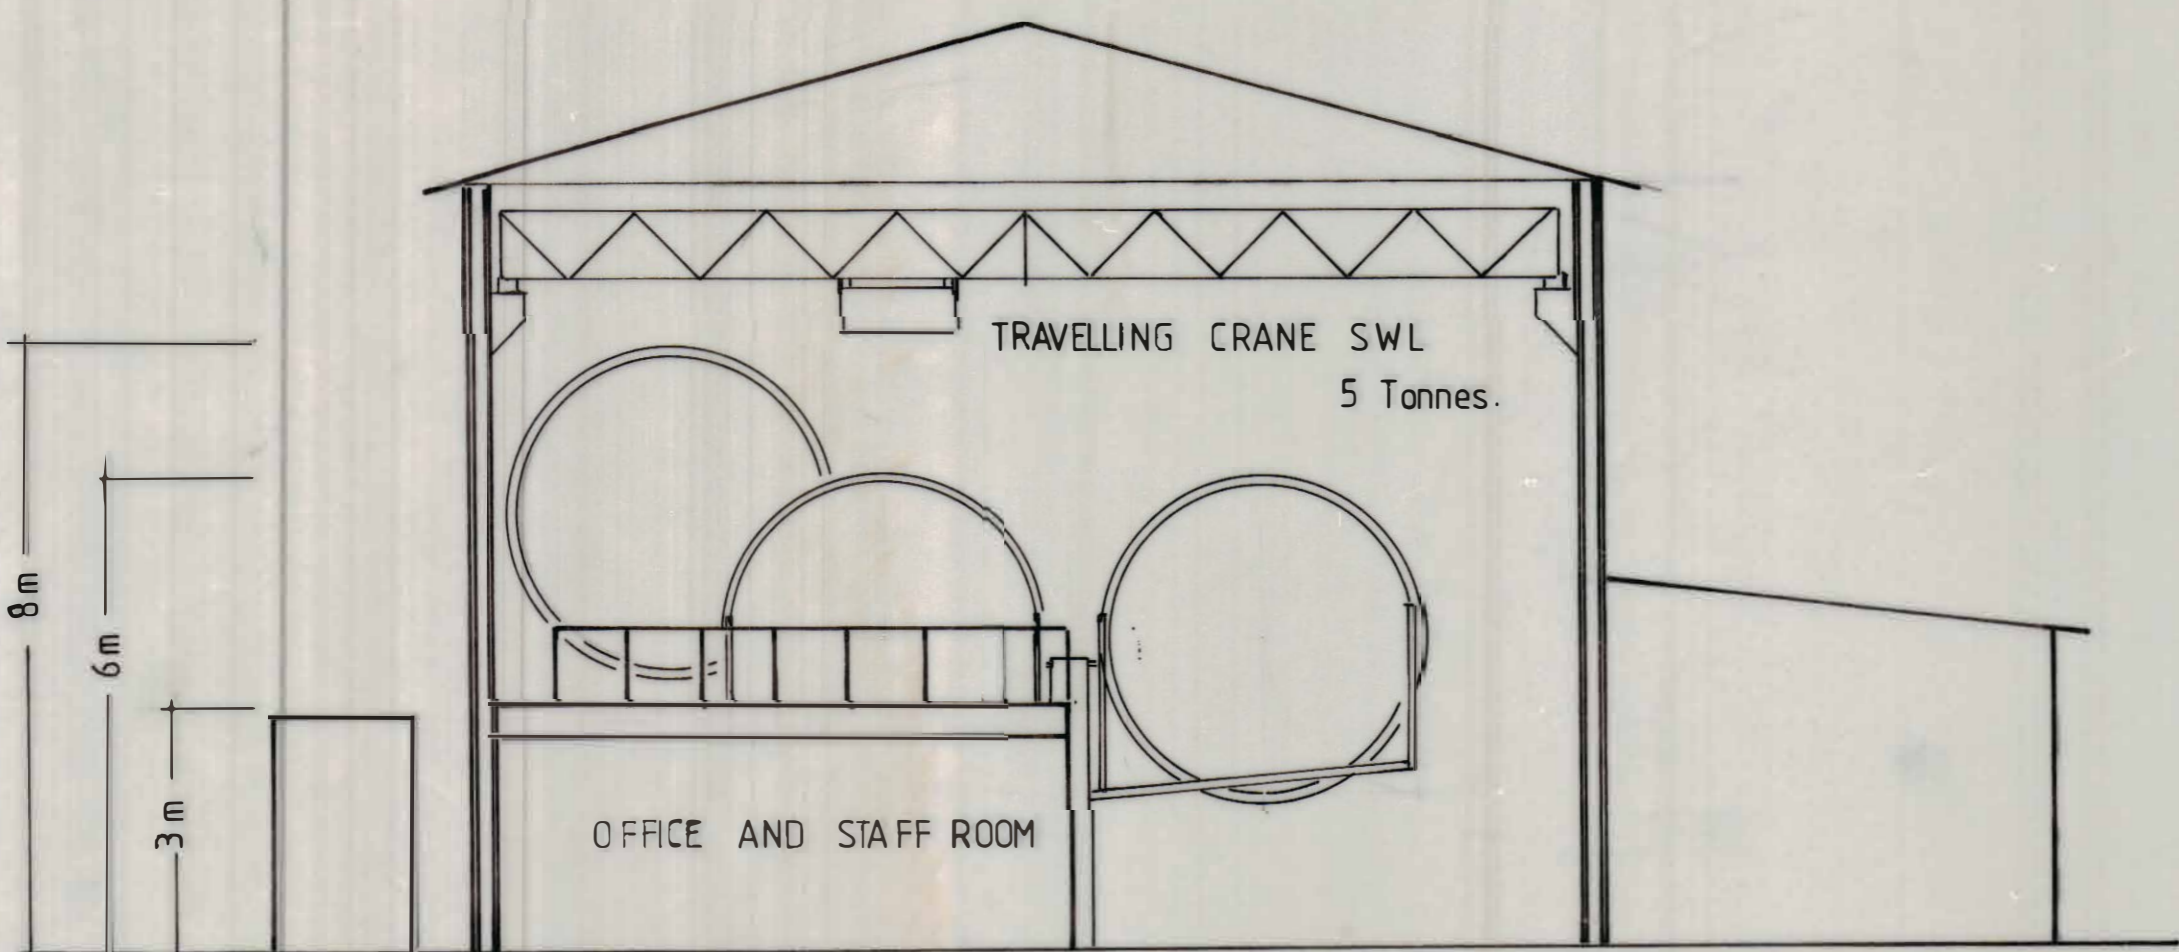 TRAVELLING CRANE SWL
5 Tonnes.
8m
6m
3m
OFFICE AND STAFF ROOM